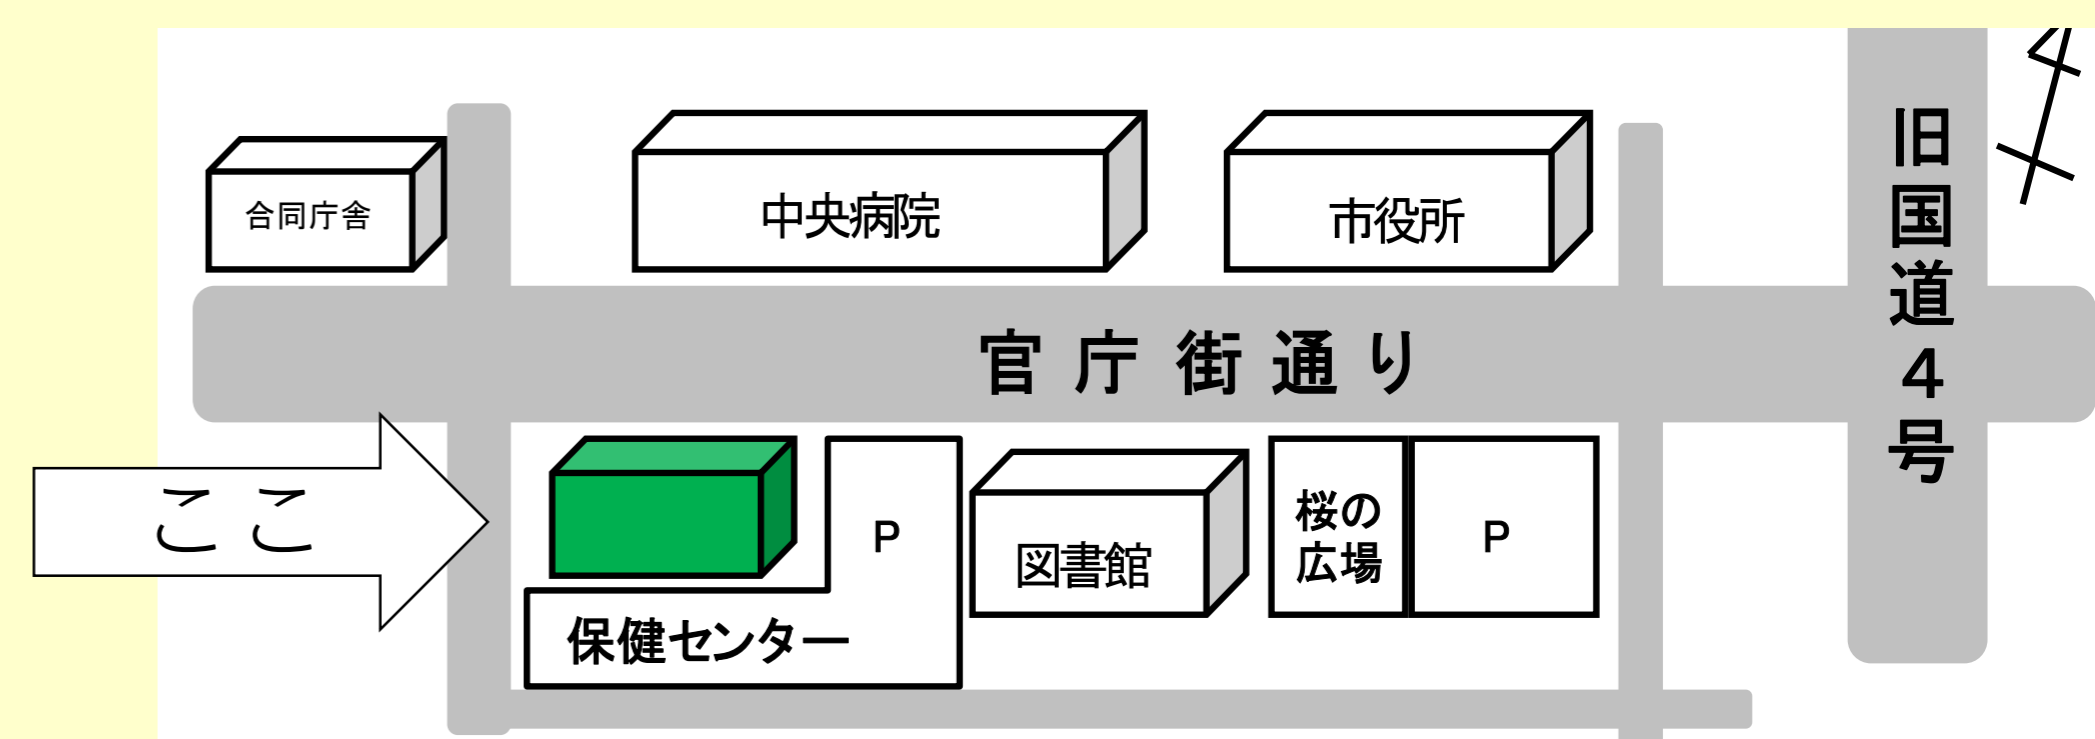 合同庁舎
中央病院
市役所
旧国道4号
官庁街通り
ここ
P
図書館
桜の
広場
P
保健センター